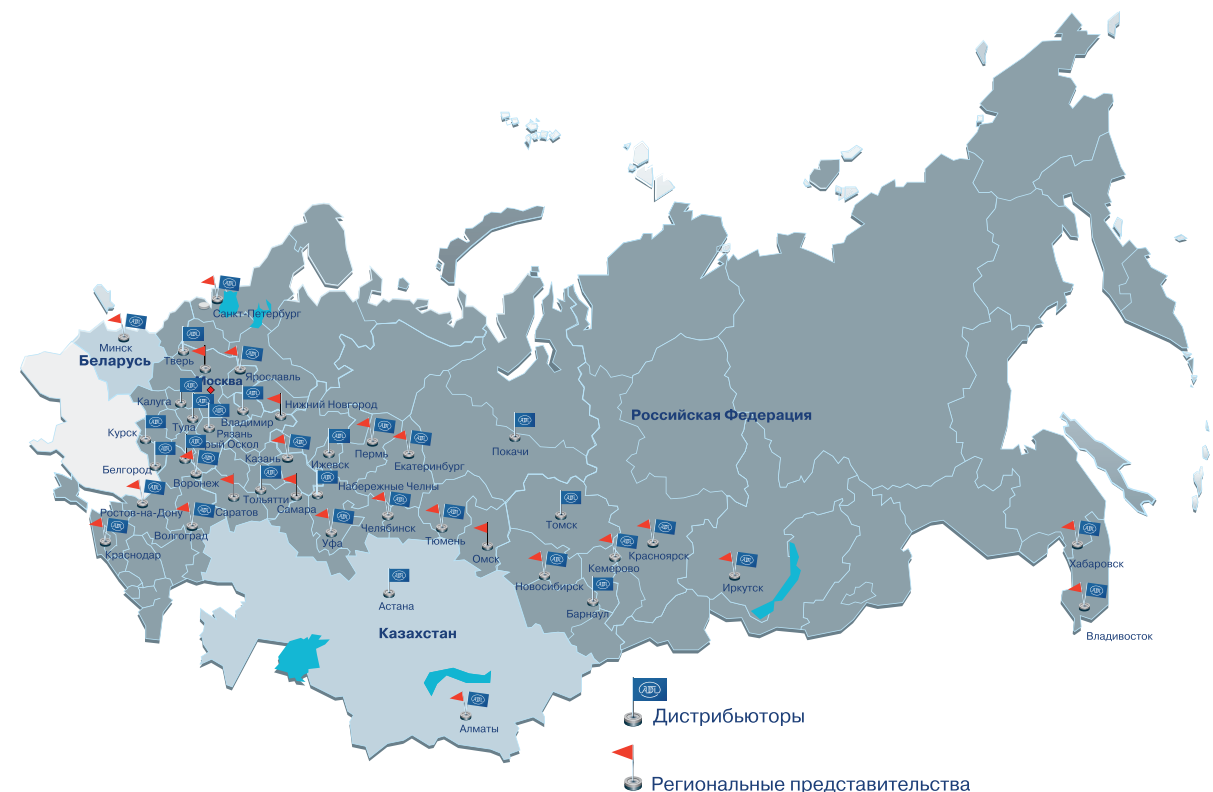 Санкт-Петербург
Минск
Беларусь
Тверь
Ярославль
Москва
Калуга
Нижний Новгород
Владимир
Тула
Рязань
Курск
рый Оскол
Российская Федерация
Покачи
Пермь
Казань
Ижевск
Екатеринбург
Белгород
Воронеж
Набережные Челны
Тольятти
Самара
Саратов
Ростов-на-Дону
Волгоград
Краснодар
Челябинск
Уфа
Тюмень
Омск
Томск
Красноярск
Кемерово
Новосибирск
Барнаул
Иркутск
Хабаровск
Владивосток
Астана
Казахстан
Алматы
Дистрибьюторы
Региональные представительства